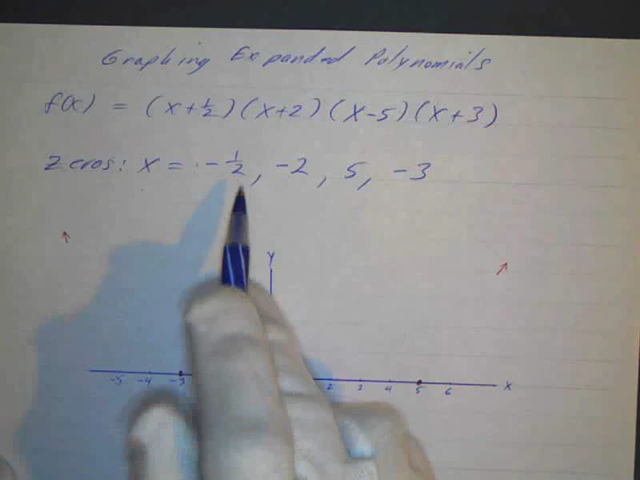 Graphing Expanded Polynomials
f(x) = (x+½)(x+2)(x-5)(x+3)
Zeros: x = -½, -2, 5, -3
y
-5 -4 -3 2 3 4 5 6 x